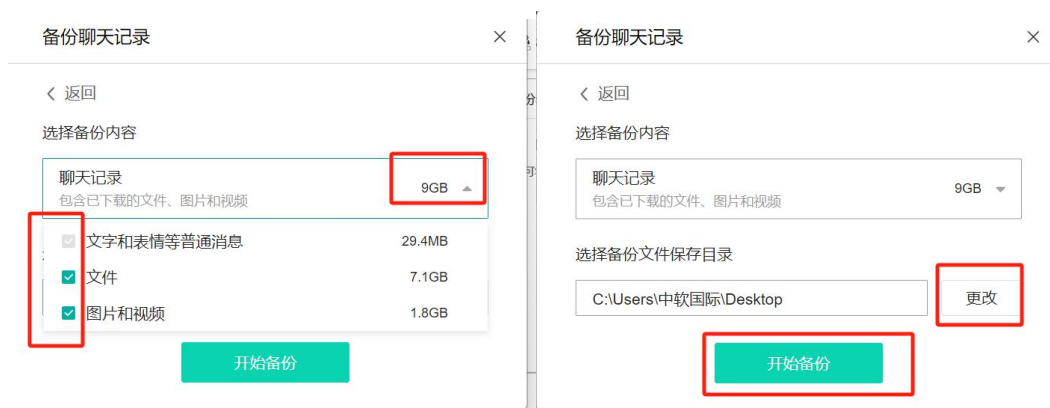 备份聊天记录
返回
选择备份内容
聊天记录
9GB
包含已下载的文件、图片和视频
文字和表情等普通消息 29.4MB
文件 7.1GB
图片和视频 1.8GB
开始备份
备份聊天记录
返回
选择备份内容
聊天记录
9GB
包含已下载的文件、图片和视频
选择备份文件保存目录
C:\Users\中软国际\Desktop 更改
开始备份